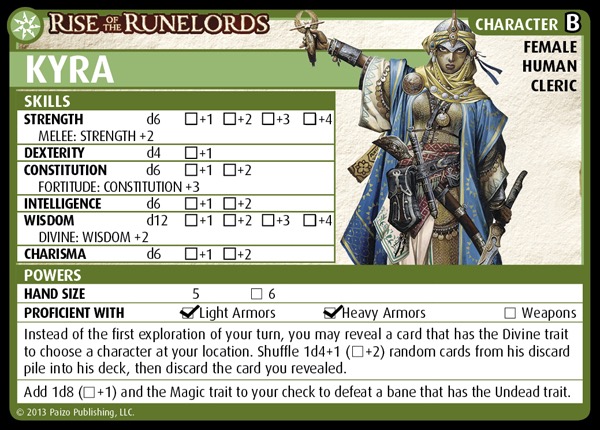 RISE OF THE RUNELORDS
CHARACTER B
KYRA
FEMALE
HUMAN
CLERIC
SKILLS
STRENGTH d6 ☐+1 ☐+2 ☐+3 ☐+4
MELEE: STRENGTH +2
DEXTERITY d4 ☐+1
CONSTITUTION d6 ☐+1 ☐+2
FORTITUDE: CONSTITUTION +3
INTELLIGENCE d6 ☐+1 ☐+2
WISDOM d12 ☐+1 ☐+2 ☐+3 ☐+4
DIVINE: WISDOM +2
CHARISMA d6 ☐+1 ☐+2
POWERS
HAND SIZE 5 ☐ 6
PROFICIENT WITH ☑Light Armors ☑Heavy Armors ☐ Weapons
Instead of the first exploration of your turn, you may reveal a card that has the Divine trait
to choose a character at your location. Shuffle 1d4+1 (☐+2) random cards from his discard
pile into his deck, then discard the card you revealed.
Add 1d8 (☐+1) and the Magic trait to your check to defeat a bane that has the Undead trait.
© 2013 Paizo Publishing, LLC.